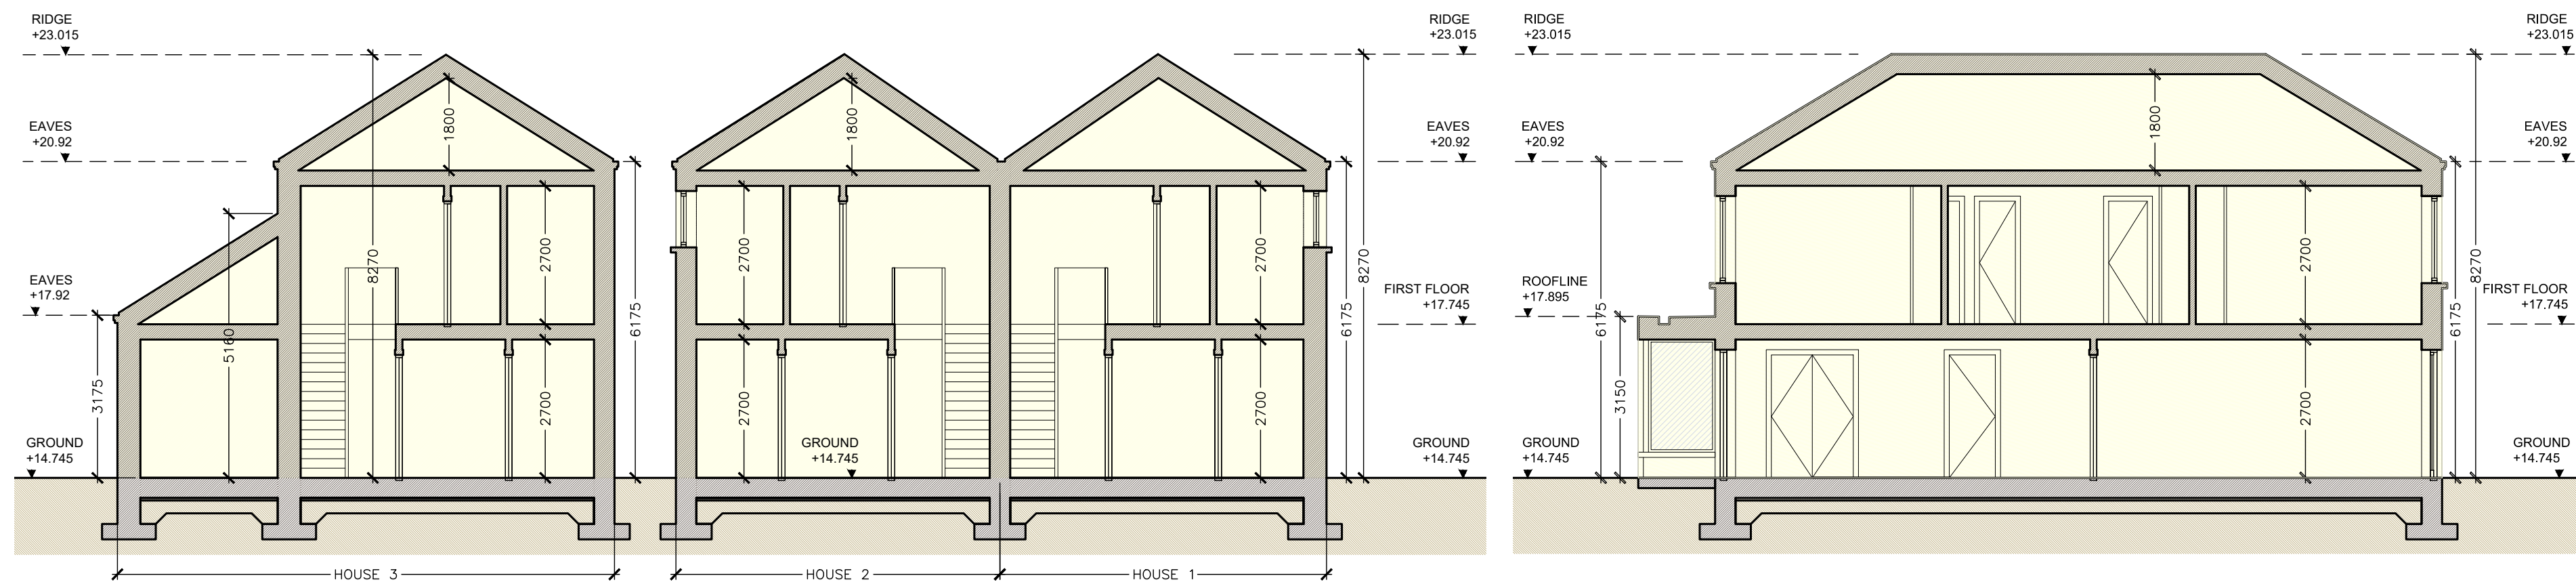 RIDGE
+23.015
RIDGE
+23.015
RIDGE
+23.015
RIDGE
+23.015
EAVES
+20.92
EAVES
+20.92
EAVES
+20.92
EAVES
+20.92
1800
1800
1800
EAVES
+17.92
FIRST FLOOR
+17.745
ROOFLINE
+17.895
FIRST FLOOR
+17.745
2700
2700
2700
2700
8270
8270
8270
5160
6175
6175
6175
6175
3175
3150
2700
2700
2700
2700
GROUND
+14.745
GROUND
+14.745
GROUND
+14.745
GROUND
+14.745
GROUND
+14.745
HOUSE 3
HOUSE 2
HOUSE 1